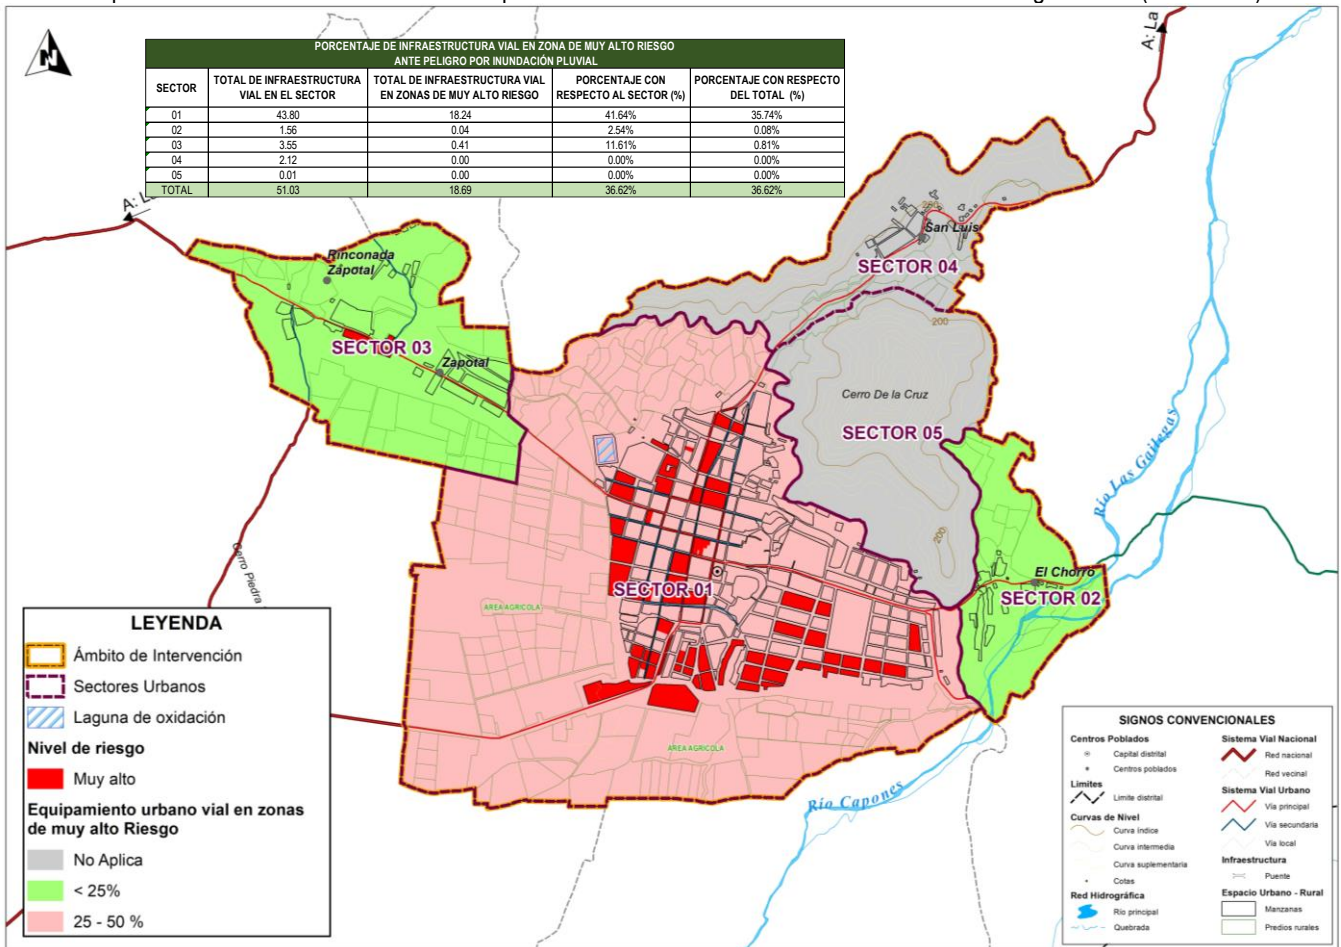 A: La
N
PORCENTAJE DE INFRAESTRUCTURA VIAL EN ZONA DE MUY ALTO RIESGO
ANTE PELIGRO POR INUNDACIÓN PLUVIAL
SECTOR TOTAL DE INFRAESTRUCTURA VIAL EN EL SECTOR TOTAL DE INFRAESTRUCTURA VIAL EN ZONAS DE MUY ALTO RIESGO PORCENTAJE CON RESPECTO AL SECTOR (%) PORCENTAJE CON RESPECTO DEL TOTAL (%)
01 43.80 18.24 41.64% 35.74%
02 1.56 0.04 2.54% 0.08%
03 3.55 0.41 11.61% 0.81%
04 2.12 0.00 0.00% 0.00%
05 0.01 0.00 0.00% 0.00%
TOTAL 51.03 18.69 36.62% 36.62%
San Luis
SECTOR 04
Rinconada
Zapotal
SECTOR 03
Zapotal
200
Cerro De la Cruz
SECTOR 05
200
Río Las Gallegas
El Chorro
SECTOR 02
SECTOR 01
AREA AGRICOLA
Cerro Piedra
AREA AGRICOLA
Río Capones
LEYENDA
Ámbito de Intervención
Sectores Urbanos
Laguna de oxidación
Nivel de riesgo
Muy alto
Equipamiento urbano vial en zonas
de muy alto Riesgo
No Aplica
< 25%
25 - 50 %
SIGNOS CONVENCIONALES
Centros Poblados
Capital distrital
Centros poblados
Limites
Limite distrital
Curvas de Nivel
Curva índice
Curva intermedia
Curva suplementaria
Cotas
Red Hidrográfica
Río principal
Quebrada
Sistema Vial Nacional
Red nacional
Red vecinal
Sistema Vial Urbano
Vía principal
Vía secundaria
Vía local
Infraestructura
Puente
Espacio Urbano - Rural
Manzanas
Predios rurales